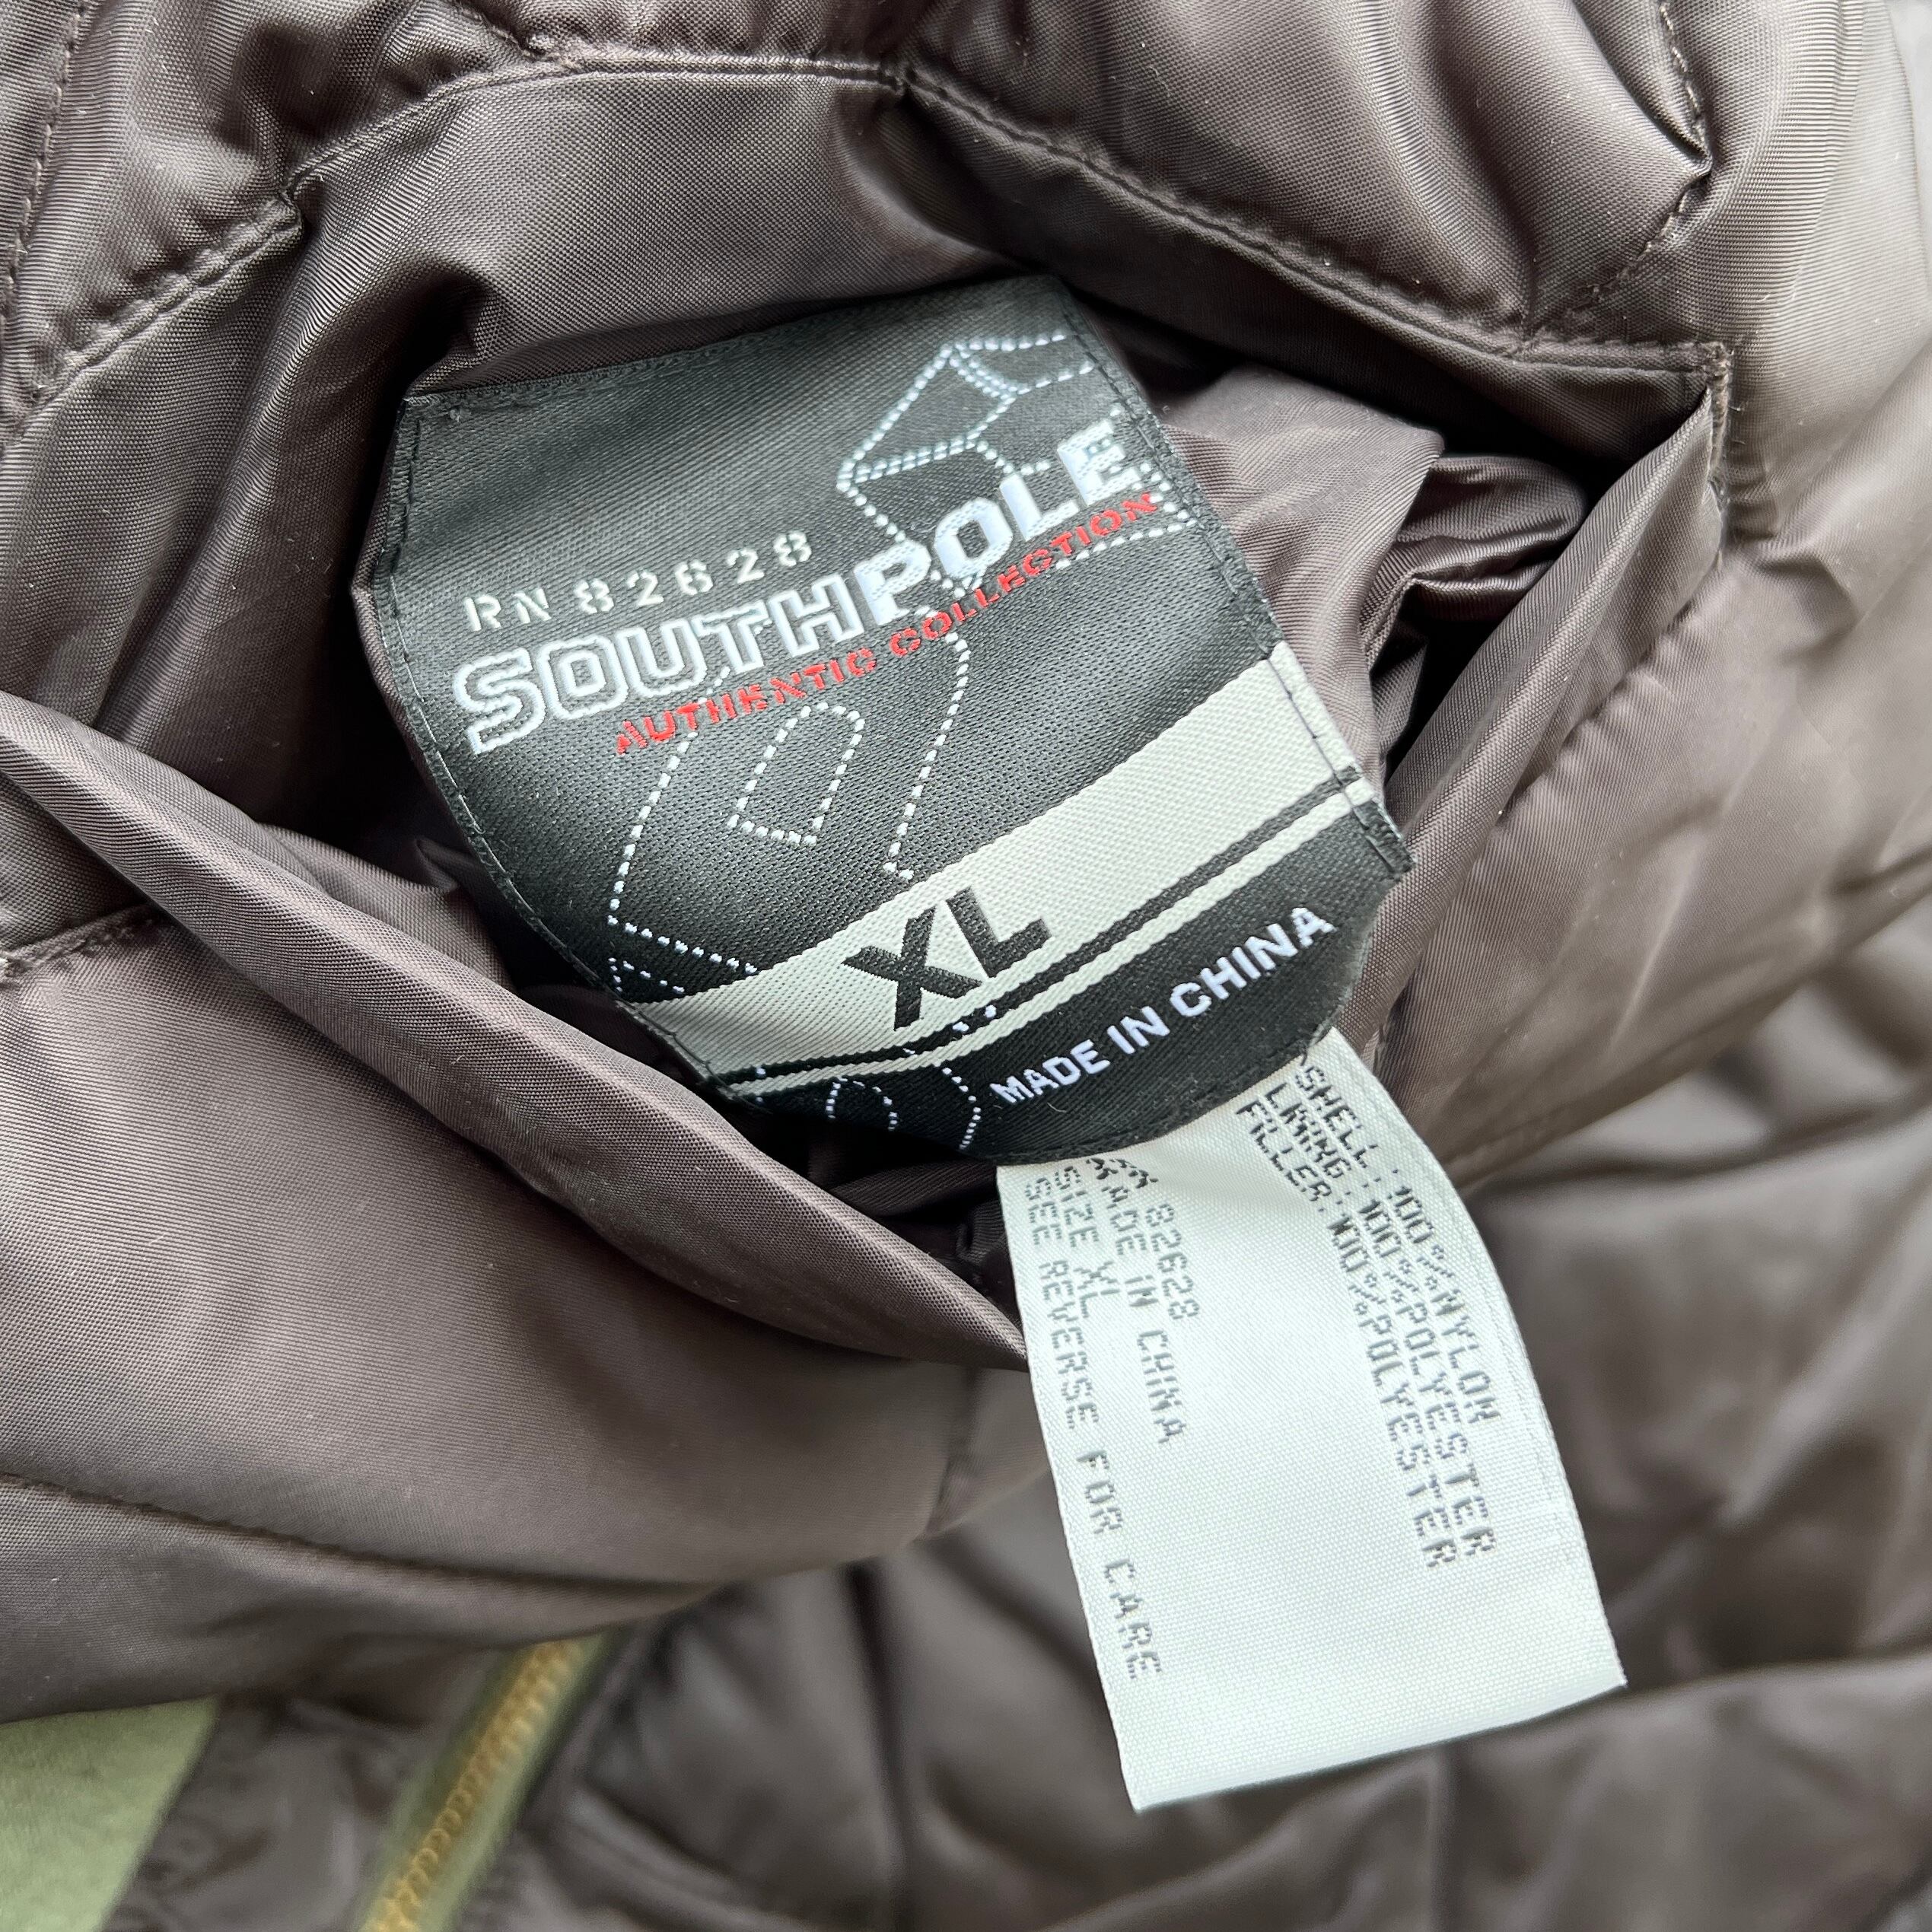 RN 82628
SOUTHPOLE
AUTHENTIC COLLECTION
XL
MADE IN CHINA
SHELL: 100%NYLON
LINING: 100%POLYESTER
FILLER: 100%POLYESTER
RN 82628
MADE IN CHINA
SIZE XL
SEE REVERSE FOR CARE